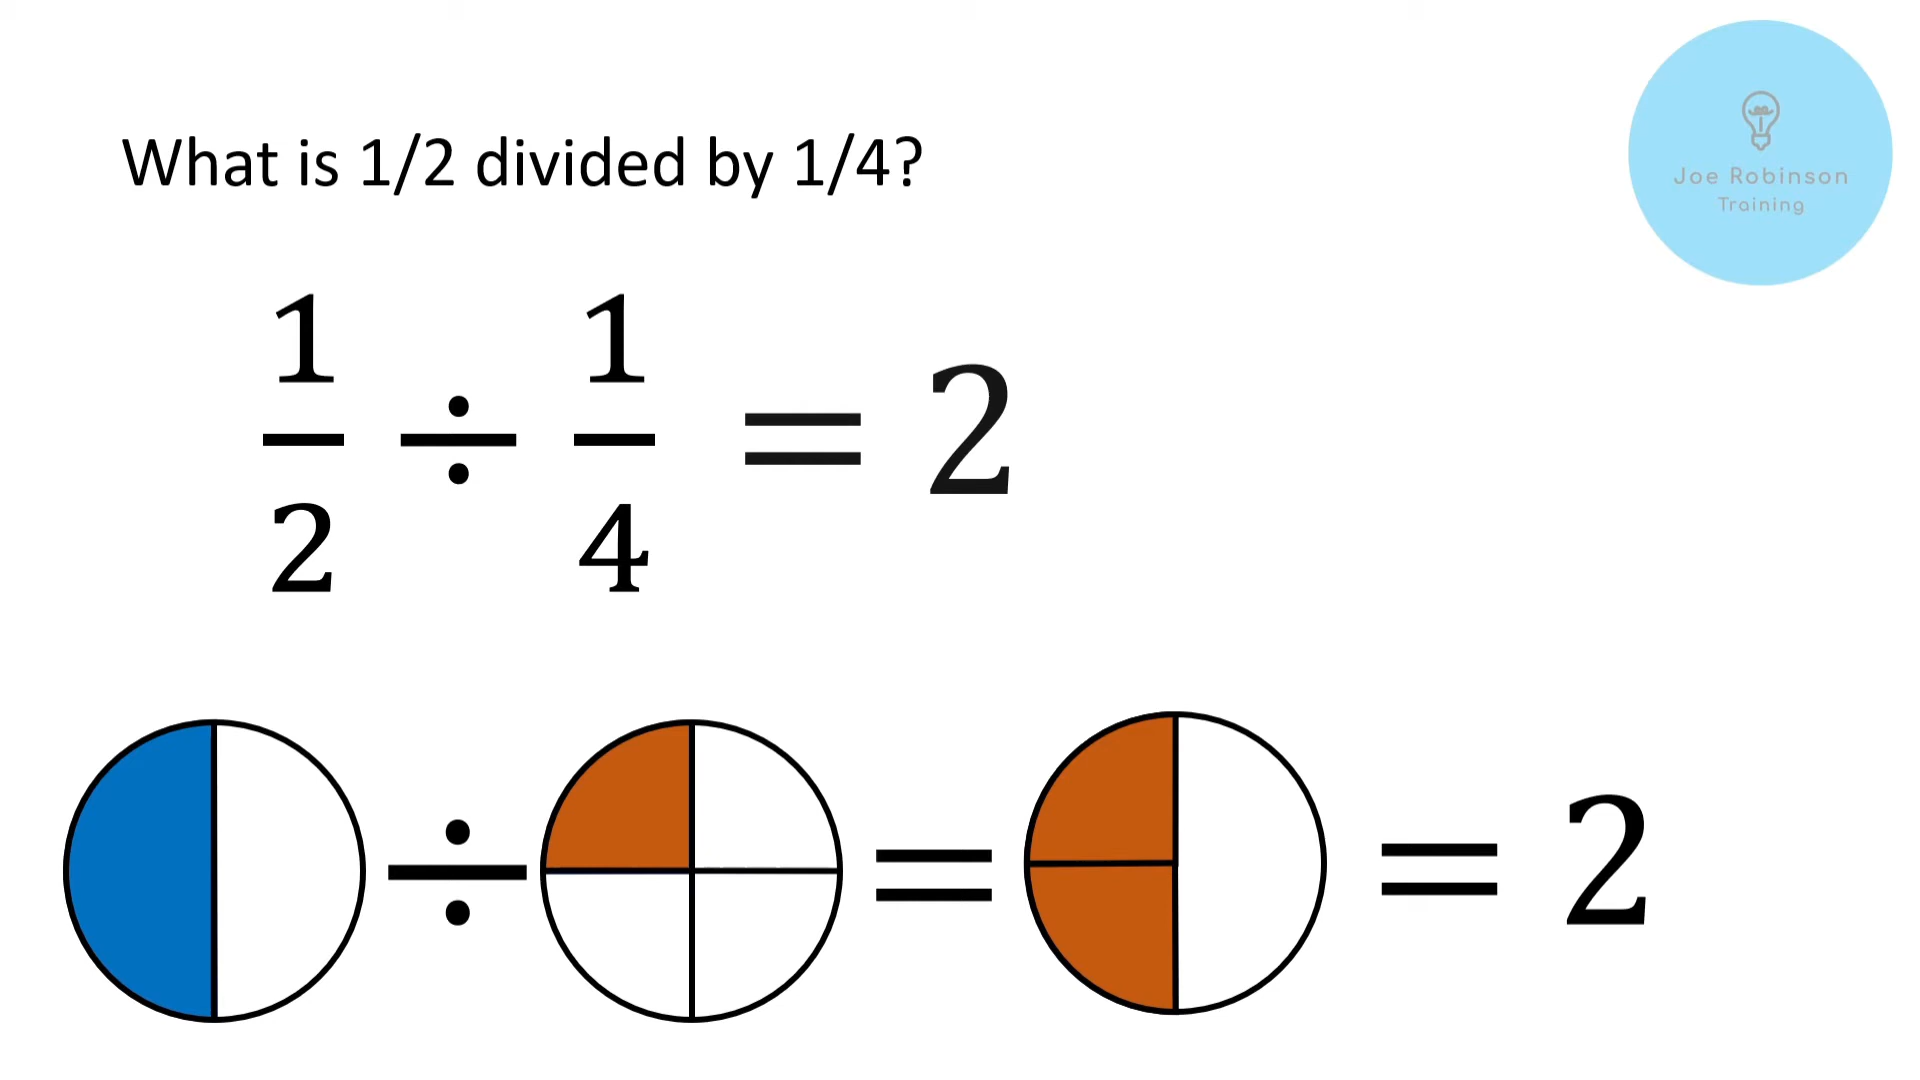 What is 1/2 divided by 1/4?
Joe Robinson
Training
1/2 ÷ 1/4 = 2
÷ = = 2